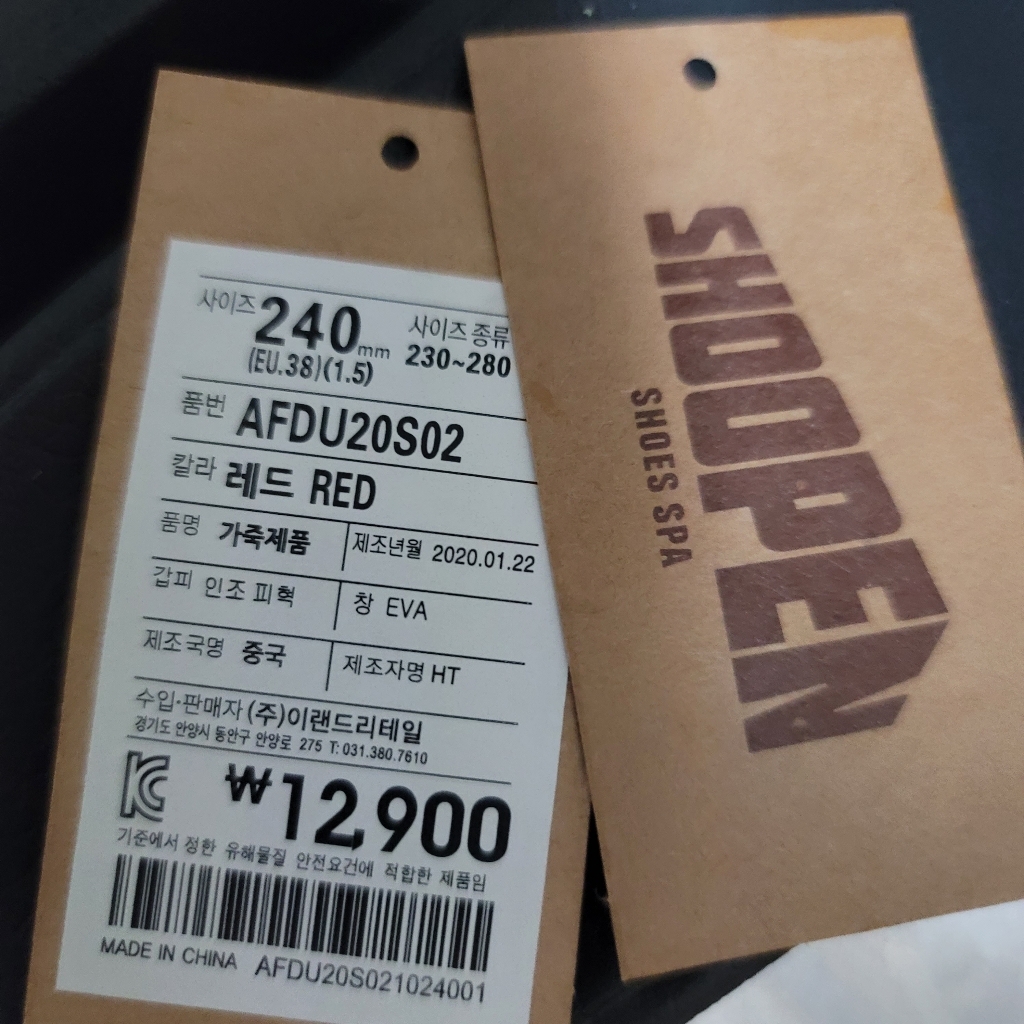 사이즈 240mm 사이즈 종류
(EU.38)(1.5) 230~280
품번 AFDU20S02
칼라 레드 RED
품명 가죽제품 제조년월 2020.01.22
갑피 인조 피혁 창 EVA
제조국명 중국 제조자명 HT
수입·판매자 (주)이랜드리테일
경기도 안양시 동안구 안양로 275 T: 031.380.7610
₩12,900
기준에서 정한 유해물질 안전요건에 적합한 제품임
MADE IN CHINA AFDU20S021024001
SHOOPEN
SHOES SPA